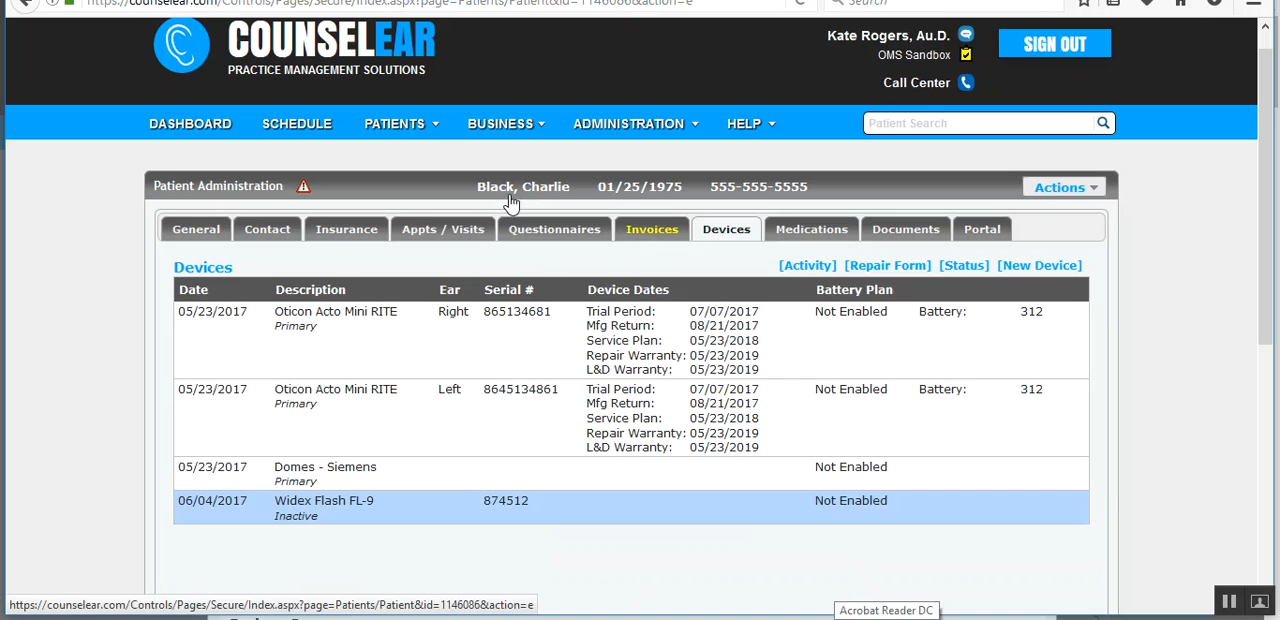 https://counselear.com/Controls/Pages/Secure/Index.aspx?page=Patients/Patient&id=1146086&action=e
Search
COUNSELEAR
PRACTICE MANAGEMENT SOLUTIONS
Kate Rogers, Au.D.
OMS Sandbox
Call Center
SIGN OUT
DASHBOARD SCHEDULE PATIENTS BUSINESS ADMINISTRATION HELP Patient Search
Patient Administration Black, Charlie 01/25/1975 555-555-5555 Actions
General Contact Insurance Appts / Visits Questionnaires Invoices Devices Medications Documents Portal
Devices [Activity] [Repair Form] [Status] [New Device]
Date Description Ear Serial # Device Dates Battery Plan
05/23/2017 Oticon Acto Mini RITE Right 865134681 Trial Period: 07/07/2017 Not Enabled Battery: 312
Primary Mfg Return: 08/21/2017
Service Plan: 05/23/2018
Repair Warranty: 05/23/2019
L&D Warranty: 05/23/2019
05/23/2017 Oticon Acto Mini RITE Left 8645134861 Trial Period: 07/07/2017 Not Enabled Battery: 312
Primary Mfg Return: 08/21/2017
Service Plan: 05/23/2018
Repair Warranty: 05/23/2019
L&D Warranty: 05/23/2019
05/23/2017 Domes - Siemens Not Enabled
Primary
06/04/2017 Widex Flash FL-9 874512 Not Enabled
Inactive
https://counselear.com/Controls/Pages/Secure/Index.aspx?page=Patients/Patient&id=1146086&action=e
Acrobat Reader DC